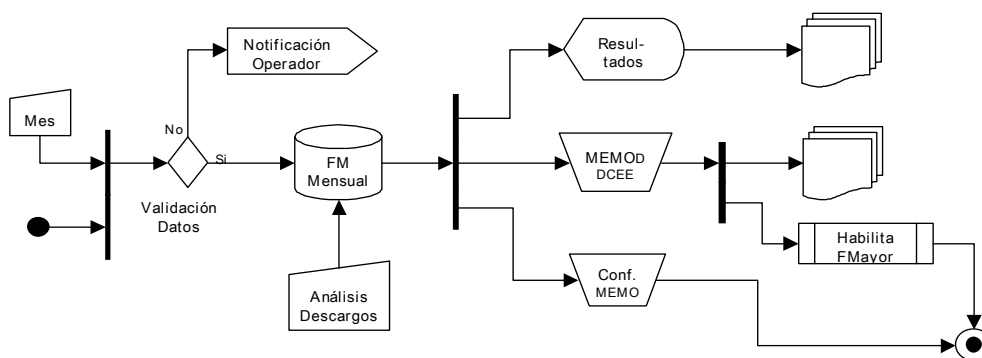 Notificación
Operador
Resul-
tados
Mes
No
Si
FM
Mensual
MEMOD
DCEE
Validación
Datos
Habilita
FMayor
Análisis
Descargos
Conf.
MEMO